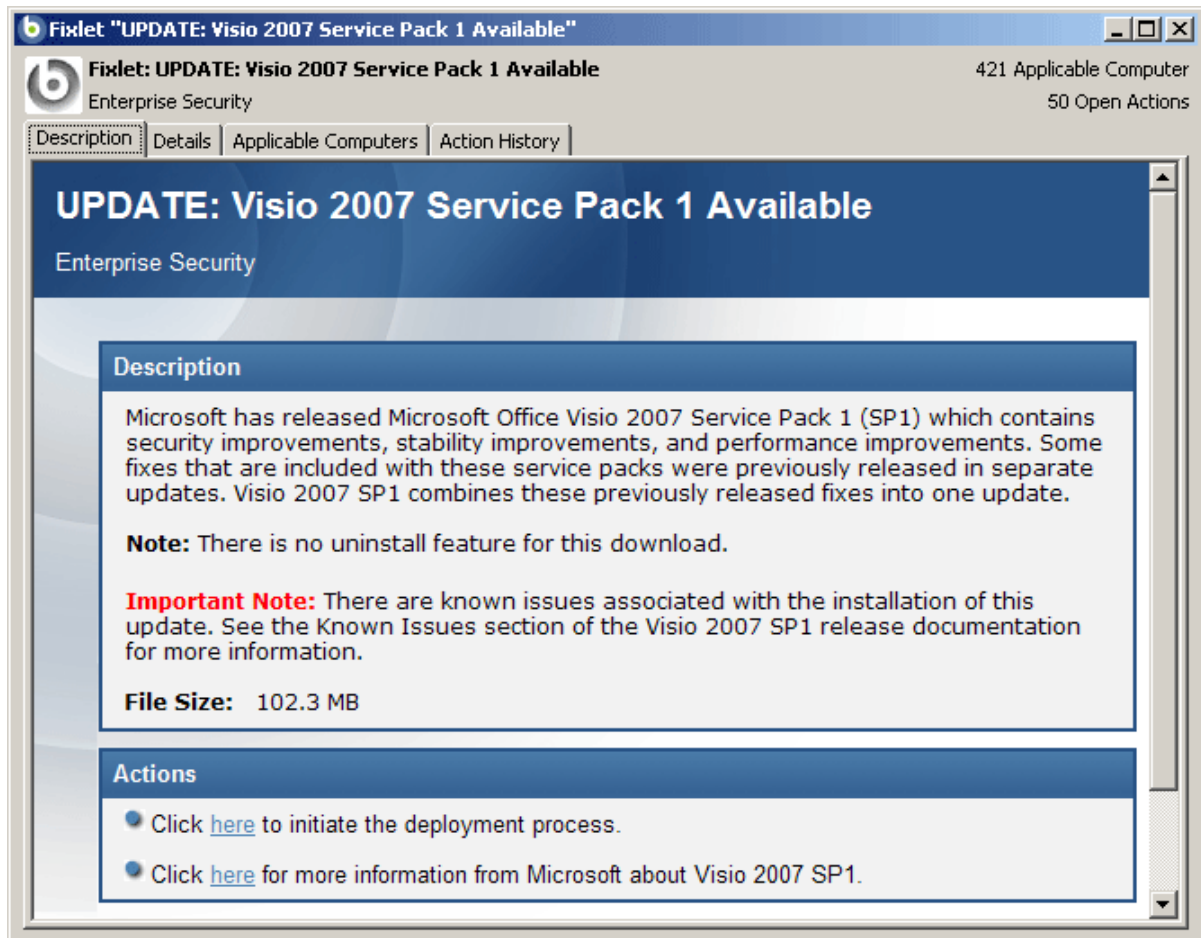 Fixlet "UPDATE: Visio 2007 Service Pack 1 Available"
Fixlet: UPDATE: Visio 2007 Service Pack 1 Available
421 Applicable Computer
Enterprise Security
50 Open Actions
Description
Details
Applicable Computers
Action History
UPDATE: Visio 2007 Service Pack 1 Available
Enterprise Security
Description
Microsoft has released Microsoft Office Visio 2007 Service Pack 1 (SP1) which contains
security improvements, stability improvements, and performance improvements. Some
fixes that are included with these service packs were previously released in separate
updates. Visio 2007 SP1 combines these previously released fixes into one update.
Note: There is no uninstall feature for this download.
Important Note: There are known issues associated with the installation of this
update. See the Known Issues section of the Visio 2007 SP1 release documentation
for more information.
File Size: 102.3 MB
Actions
Click here to initiate the deployment process.
Click here for more information from Microsoft about Visio 2007 SP1.